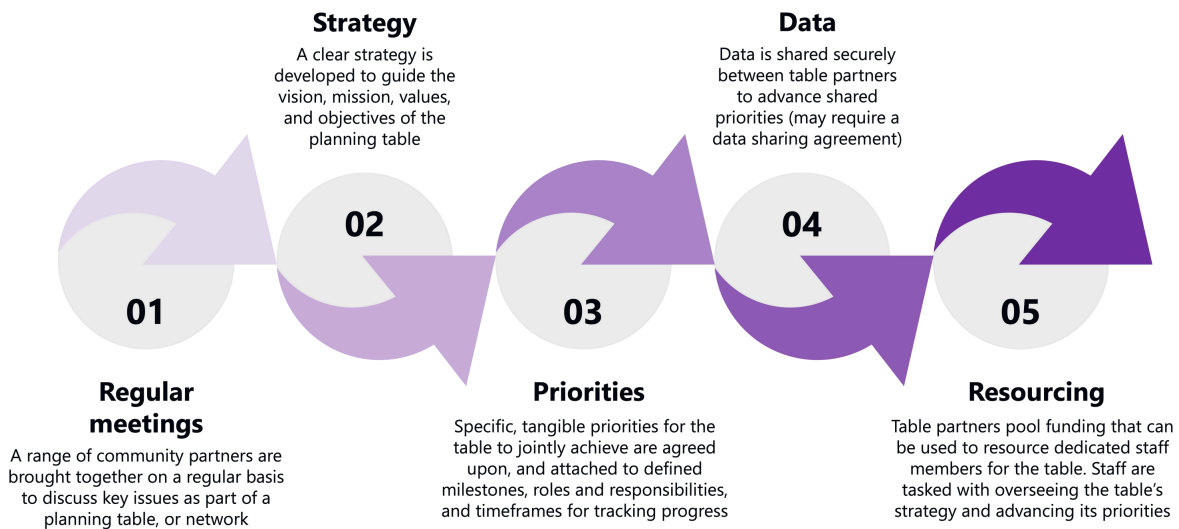 01
Regular
meetings
A range of community partners are
brought together on a regular basis
to discuss key issues as part of a
planning table, or network
Strategy
A clear strategy is
developed to guide the
vision, mission, values,
and objectives of the
planning table
02
03
Priorities
Specific, tangible priorities for the
table to jointly achieve are agreed
upon, and attached to defined
milestones, roles and responsibilities,
and timeframes for tracking progress
Data
Data is shared securely
between table partners
to advance shared
priorities (may require a
data sharing agreement)
04
05
Resourcing
Table partners pool funding that can
be used to resource dedicated staff
members for the table. Staff are
tasked with overseeing the table’s
strategy and advancing its priorities